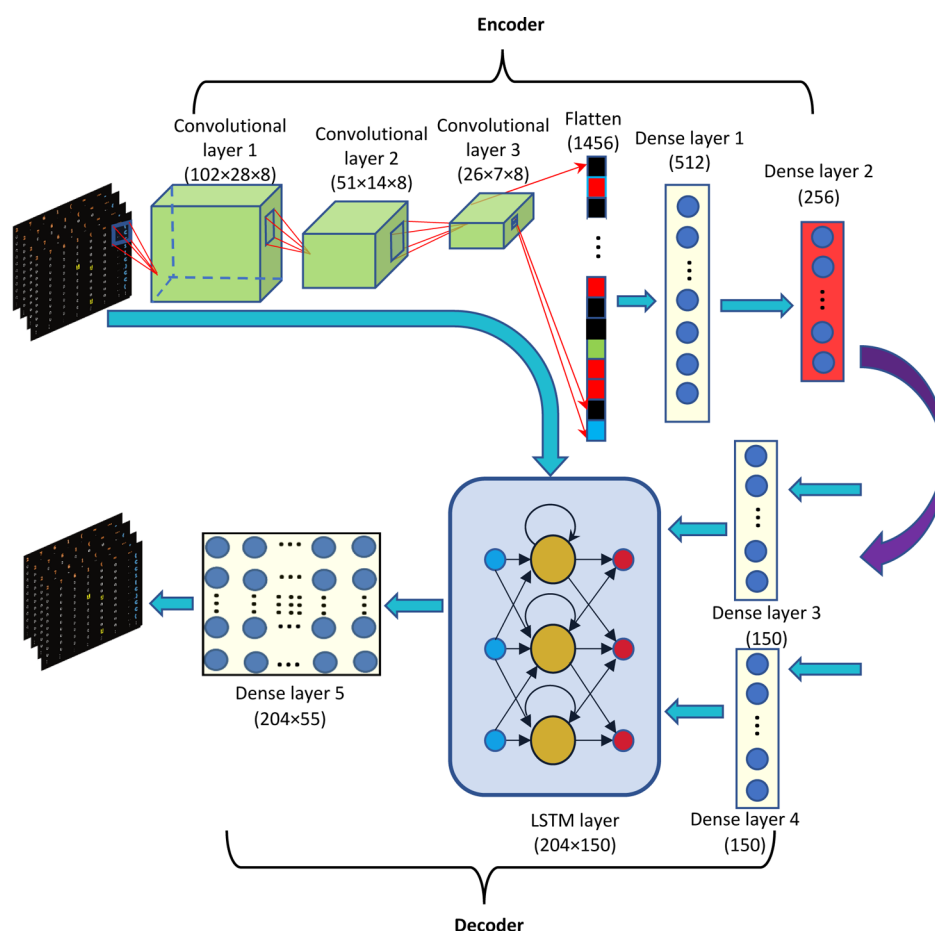 Encoder
Convolutional
layer 1
(102×28×8)
Convolutional
layer 2
(51×14×8)
Convolutional
layer 3
(26×7×8)
Flatten
(1456)
Dense layer 1
(512)
Dense layer 2
(256)
Dense layer 3
(150)
Dense layer 4
(150)
LSTM layer
(204×150)
Dense layer 5
(204×55)
Decoder